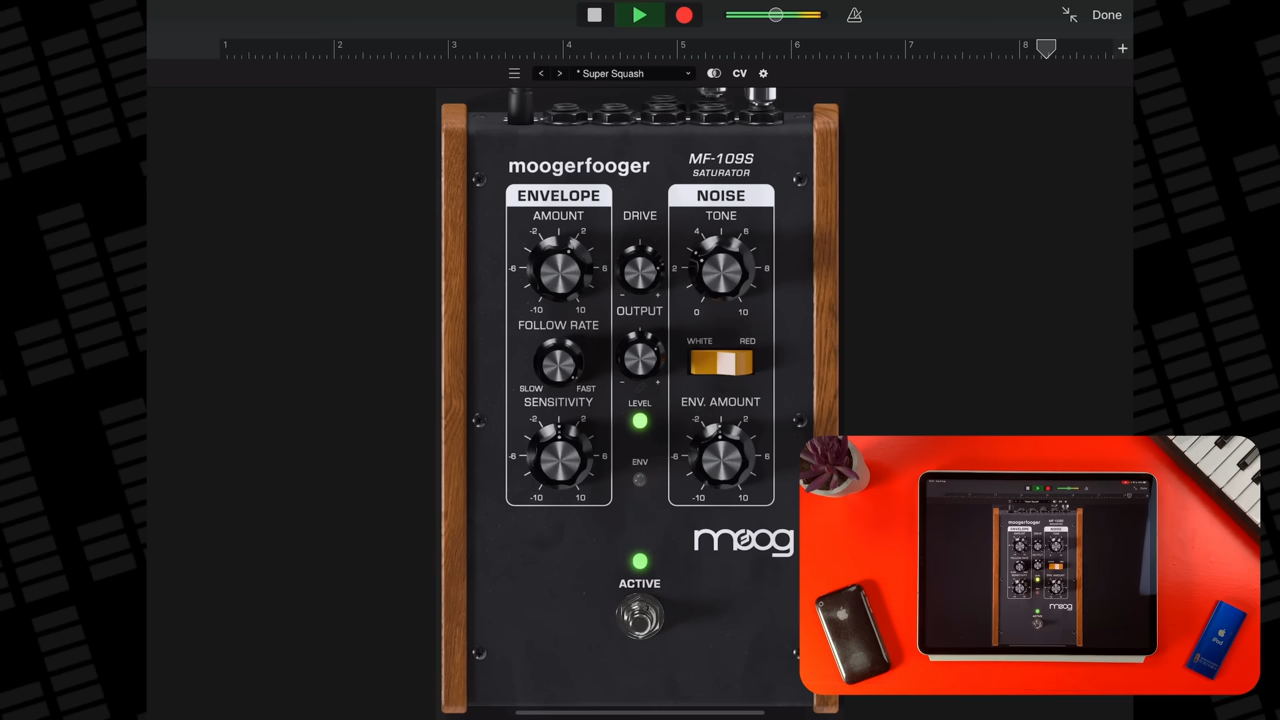 Done
1 2 3 4 5 6 7 8 +
* Super Squash CV
moogerfooger
MF-109S
SATURATOR
ENVELOPE NOISE
AMOUNT DRIVE TONE
-2 2 4 6
-6 6 2 8
-10 10 - + 0 10
OUTPUT
FOLLOW RATE
WHITE RED
SLOW FAST - +
SENSITIVITY LEVEL ENV. AMOUNT
-2 2 -2 2
-6 6 -6 6
ENV
-10 10 -10 10
moog
ACTIVE
moogerfooger
moog
iPod